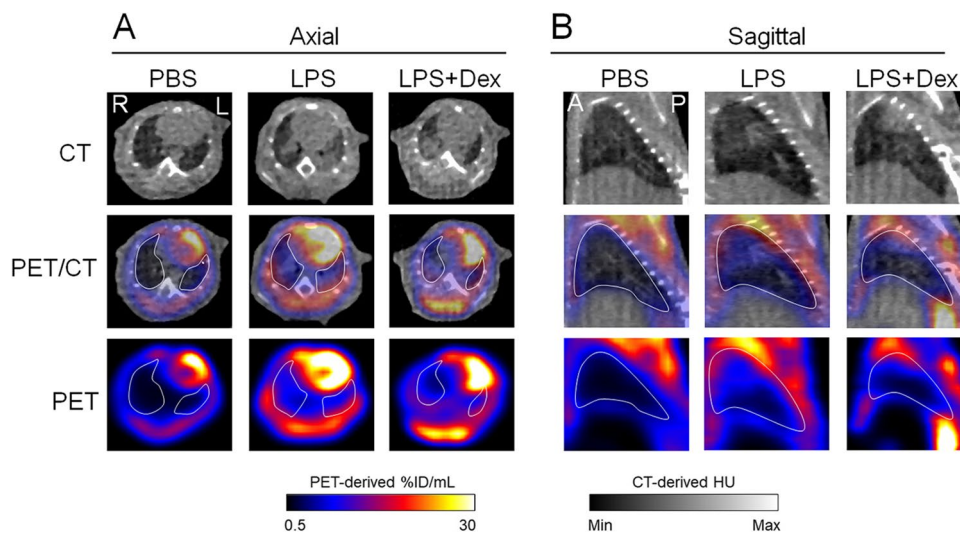 A
Axial
B
Sagittal
PBS
LPS
LPS+Dex
PBS
LPS
LPS+Dex
R
L
A
P
CT
PET/CT
PET
PET-derived %ID/mL
0.5
30
CT-derived HU
Min
Max